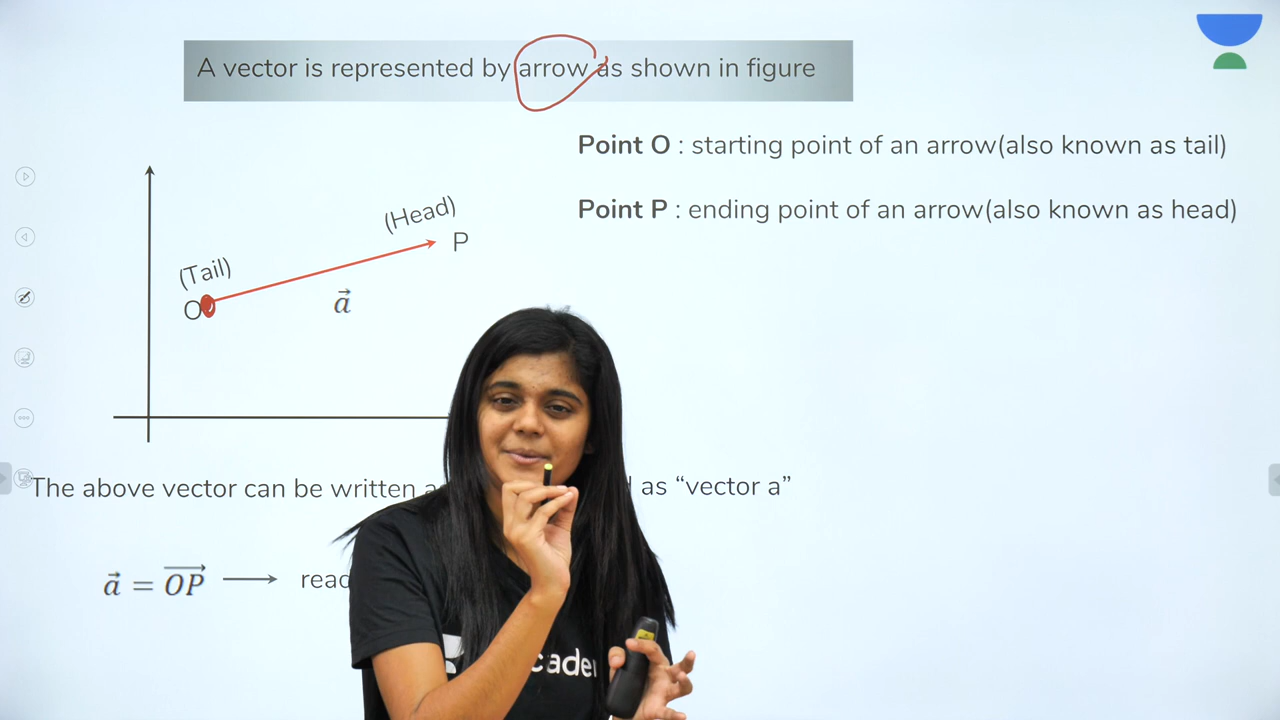 A vector is represented by arrow as shown in figure
Point O : starting point of an arrow(also known as tail)
Point P : ending point of an arrow(also known as head)
(Head)
P
(Tail)
O
a⃗
The above vector can be written as “vector a”
a⃗ = O͞P⃗ ⟶ read
cadem